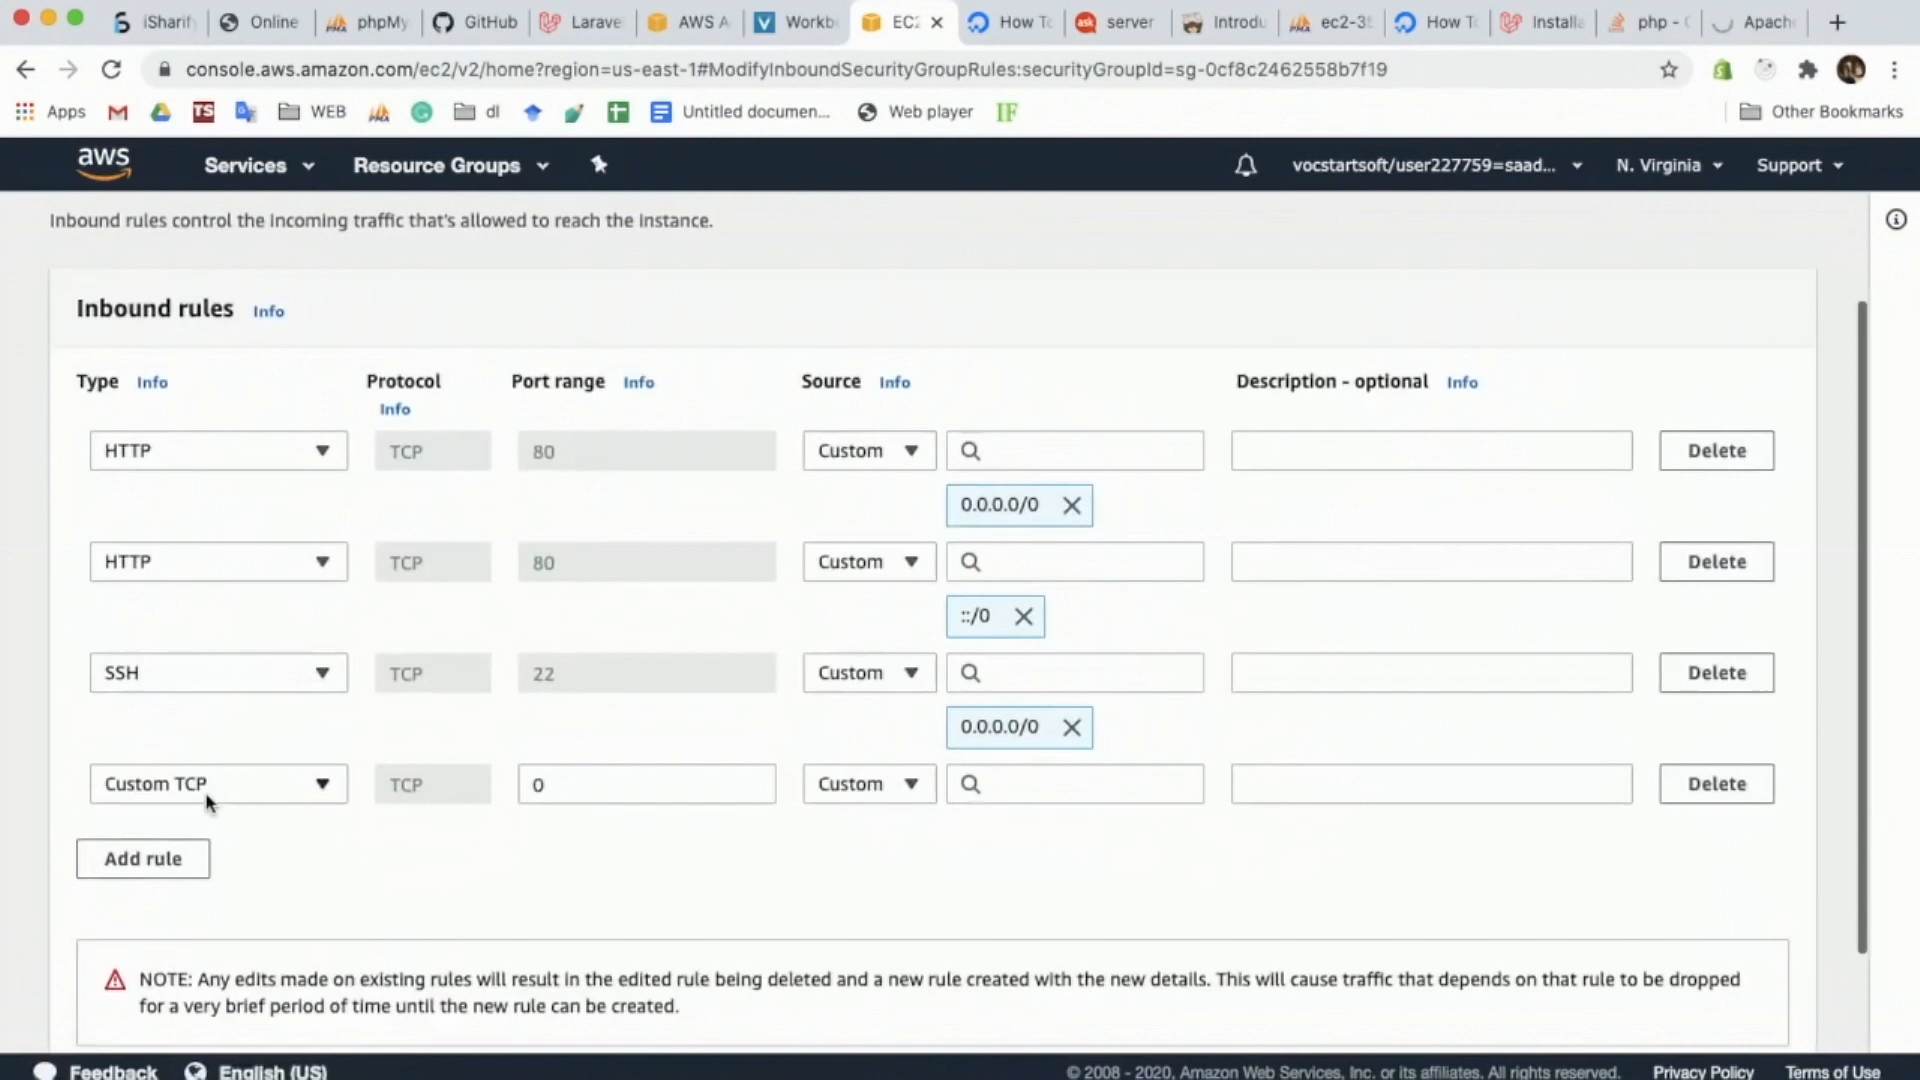 iSharif
Online
phpMy
GitHub
Larave
AWS A
Workb
EC2
How To
server
Introdu
ec2-35
How T
Installa
php - 
Apach
console.aws.amazon.com/ec2/v2/home?region=us-east-1#ModifyInboundSecurityGroupRules:securityGroupId=sg-0cf8c2462558b7f19
Apps
TS
WEB
dl
Untitled documen...
Web player
IF
Other Bookmarks
aws
Services
Resource Groups
vocstartsoft/user227759=saad...
N. Virginia
Support
Inbound rules control the incoming traffic that's allowed to reach the instance.
Inbound rules Info
Type Info
Protocol Info
Port range Info
Source Info
Description - optional Info
HTTP TCP 80 Custom Delete
0.0.0.0/0
HTTP TCP 80 Custom Delete
::/0
SSH TCP 22 Custom Delete
0.0.0.0/0
Custom TCP TCP 0 Custom Delete
Add rule
NOTE: Any edits made on existing rules will result in the edited rule being deleted and a new rule created with the new details. This will cause traffic that depends on that rule to be dropped
for a very brief period of time until the new rule can be created.
Feedback
English (US)
© 2008 - 2020, Amazon Web Services, Inc. or its affiliates. All rights reserved.
Privacy Policy
Terms of Use